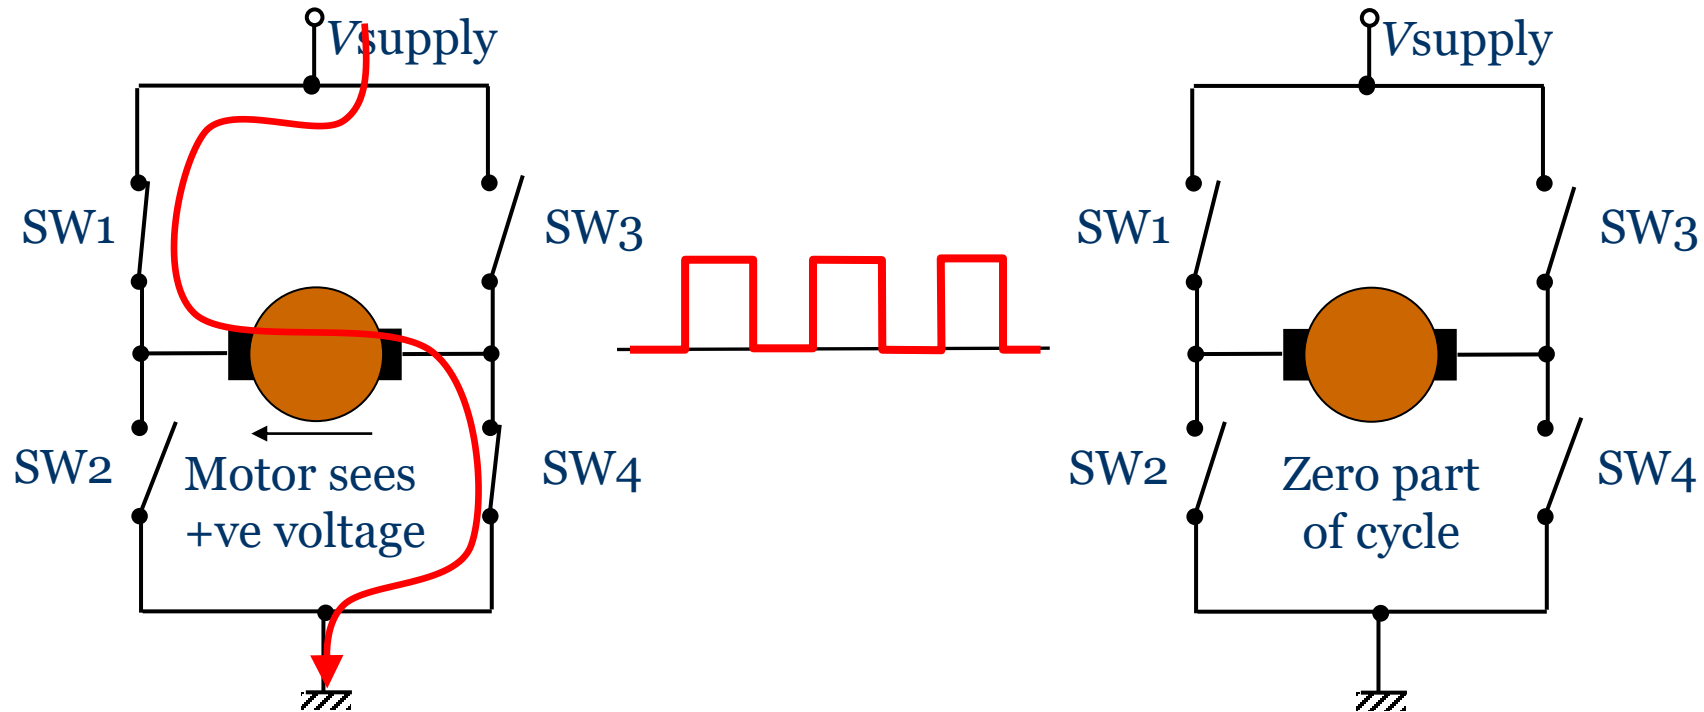 Vsupply
SW1
SW3
SW2
SW4
Motor sees
+ve voltage
Vsupply
SW1
SW3
SW2
SW4
Zero part
of cycle